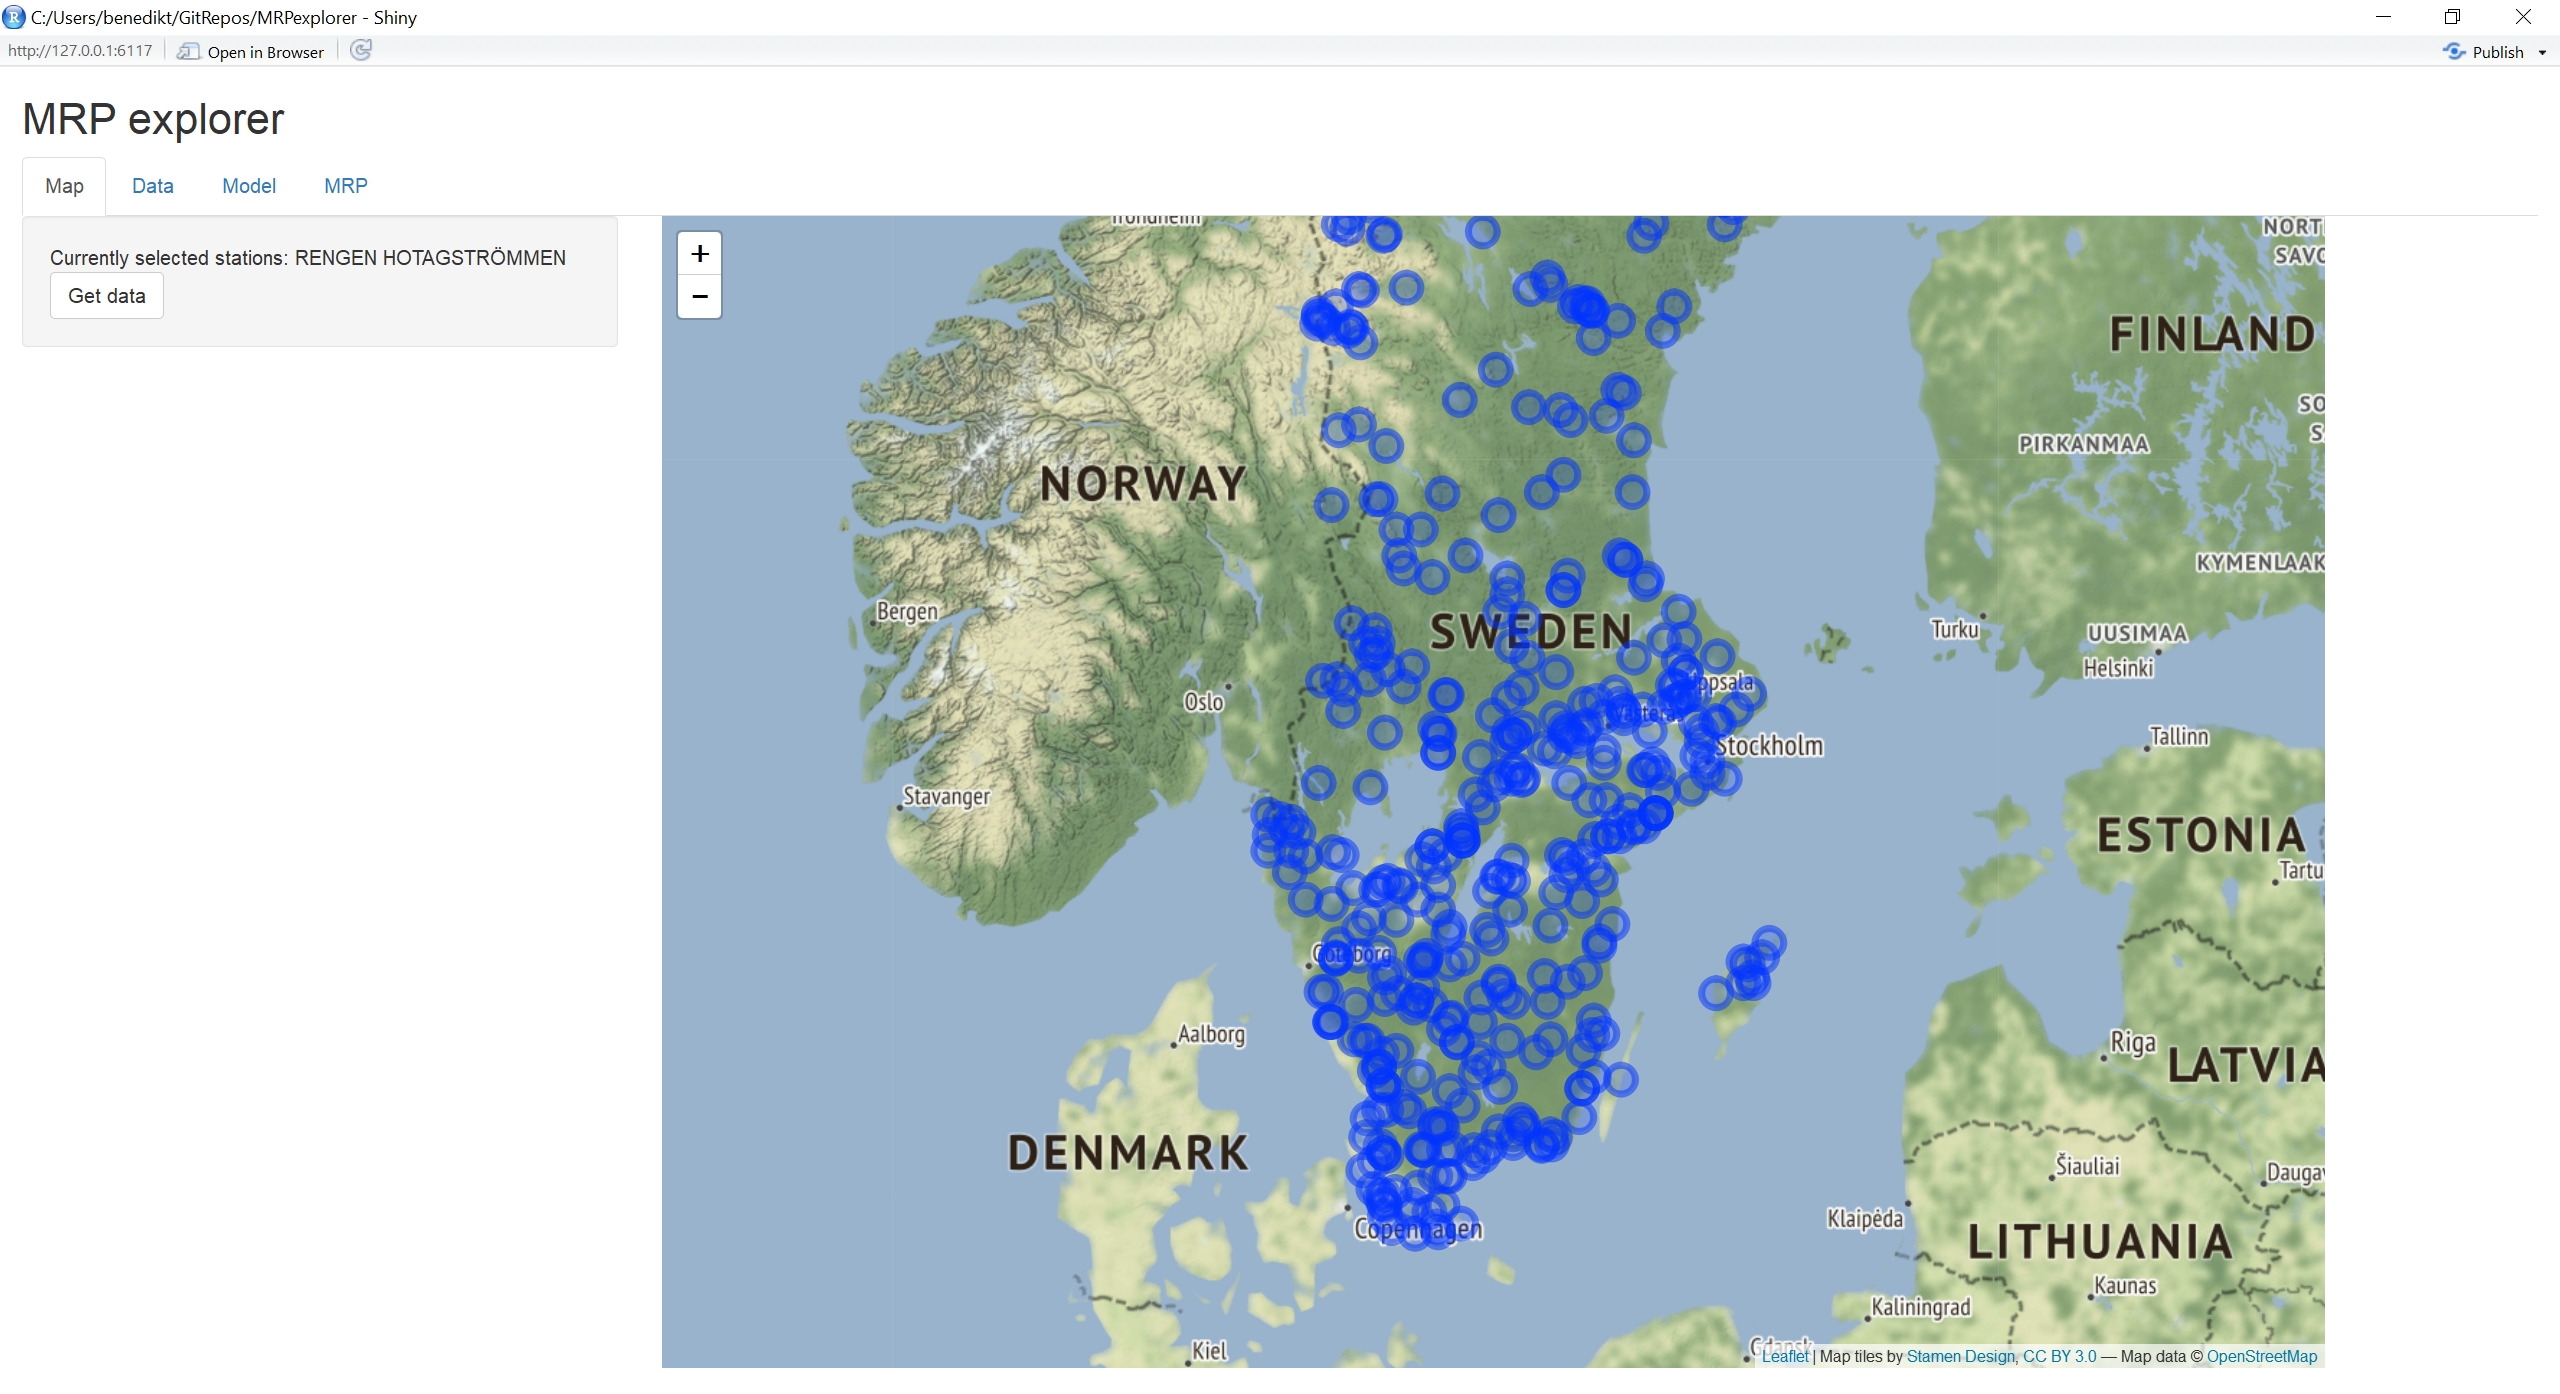 C:/Users/benedikt/GitRepos/MRPexplorer - Shiny
http://127.0.0.1:6117 Open in Browser Publish
MRP explorer
Map Data Model MRP
Currently selected stations: RENGEN HOTAGSTRÖMMEN
Get data
+
−
Trondheim
NORT
SAVO
FINLAND
SO
S
PIRKANMAA
NORWAY
KYMENLAAK
Bergen
SWEDEN
Turku
UUSIMAA
Helsinki
Oslo
Uppsala
Västerås
Stockholm
Tallinn
Stavanger
ESTONIA
Tartu
Göteborg
Aalborg
Riga
LATVIA
DENMARK
Šiauliai
Daugav
Klaipėda
Copenhagen
LITHUANIA
Kaunas
Kaliningrad
Kiel
Gdansk
Leaflet | Map tiles by Stamen Design, CC BY 3.0 — Map data © OpenStreetMap